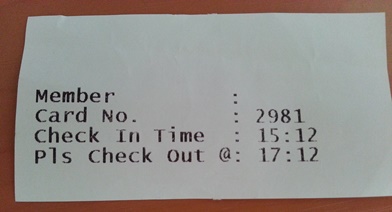 Member :
Card No. : 2981
Check In Time : 15:12
Pls Check Out @: 17:12